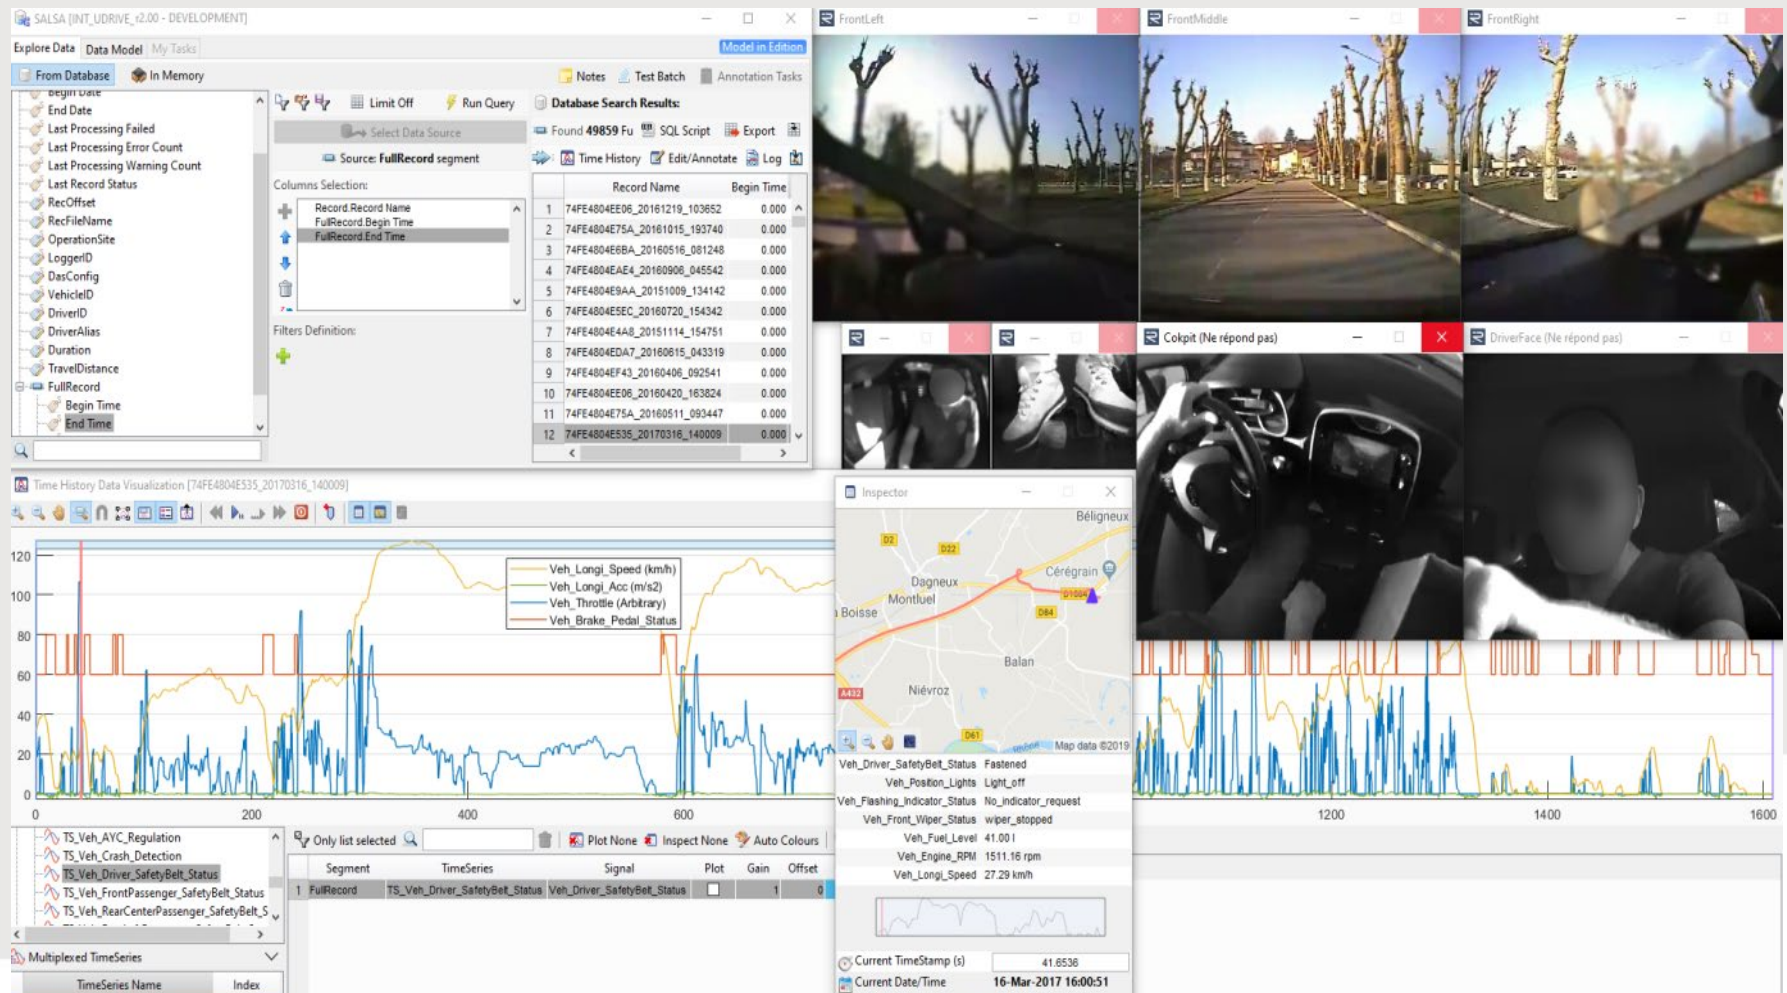 SALSA [INT_UDRIVE_r2.00 - DEVELOPMENT]
Explore Data Data Model My Tasks Model in Edition
From Database In Memory Notes Test Batch Annotation Tasks
Begin Date
End Date
Last Processing Failed
Last Processing Error Count
Last Processing Warning Count
Last Record Status
RecOffset
RecFileName
OperationSite
LoggerID
DasConfig
VehicleID
DriverID
DriverAlias
Duration
TravelDistance
FullRecord
Begin Time
End Time
Limit Off Run Query
Select Data Source
Source: FullRecord segment
Columns Selection:
Record.Record Name
FullRecord.Begin Time
FullRecord.End Time
Filters Definition:
Database Search Results:
Found 49859 Fu SQL Script Export
Time History Edit/Annotate Log
Record Name Begin Time
1 74FE4804EE06_20161219_103652 0.000
2 74FE4804E75A_20161015_193740 0.000
3 74FE4804E6BA_20160516_081248 0.000
4 74FE4804EAE4_20160906_045542 0.000
5 74FE4804E9AA_20151009_134142 0.000
6 74FE4804E5EC_20160720_154342 0.000
7 74FE4804E4A8_20151114_154751 0.000
8 74FE4804EDA7_20160615_043319 0.000
9 74FE4804EF43_20160406_092541 0.000
10 74FE4804EE06_20160420_163824 0.000
11 74FE4804E75A_20160511_093447 0.000
12 74FE4804E535_20170316_140009 0.000
FrontLeft
FrontMiddle
FrontRight
Cokpit (Ne répond pas)
DriverFace (Ne répond pas)
Time History Data Visualization [74FE4804E535_20170316_140009]
120
100
80
60
40
20
0
Veh_Longi_Speed (km/h)
Veh_Longi_Acc (m/s2)
Veh_Throttle (Arbitrary)
Veh_Brake_Pedal_Status
0 200 400 600 1200 1400 1600
Inspector
Béligneux
D2
D22
Cérégrain
Dagneux
D1084
Montluel
La Boisse
D84
Balan
A432
Niévroz
D61
Rhône
Map data ©2019
Veh_Driver_SafetyBelt_Status Fastened
Veh_Position_Lights Light_off
Veh_Flashing_Indicator_Status No_indicator_request
Veh_Front_Wiper_Status wiper_stopped
Veh_Fuel_Level 41.00 l
Veh_Engine_RPM 1511.16 rpm
Veh_Longi_Speed 27.29 km/h
Current TimeStamp (s) 41.6536
Current Date/Time 16-Mar-2017 16:00:51
TS_Veh_AYC_Regulation
TS_Veh_Crash_Detection
TS_Veh_Driver_SafetyBelt_Status
TS_Veh_FrontPassenger_SafetyBelt_Status
TS_Veh_RearCenterPassenger_SafetyBelt_S
Multiplexed TimeSeries
TimeSeries Name Index
Only list selected Plot None Inspect None Auto Colours
Segment TimeSeries Signal Plot Gain Offset
1 FullRecord TS_Veh_Driver_SafetyBelt_Status Veh_Driver_SafetyBelt_Status 1 0